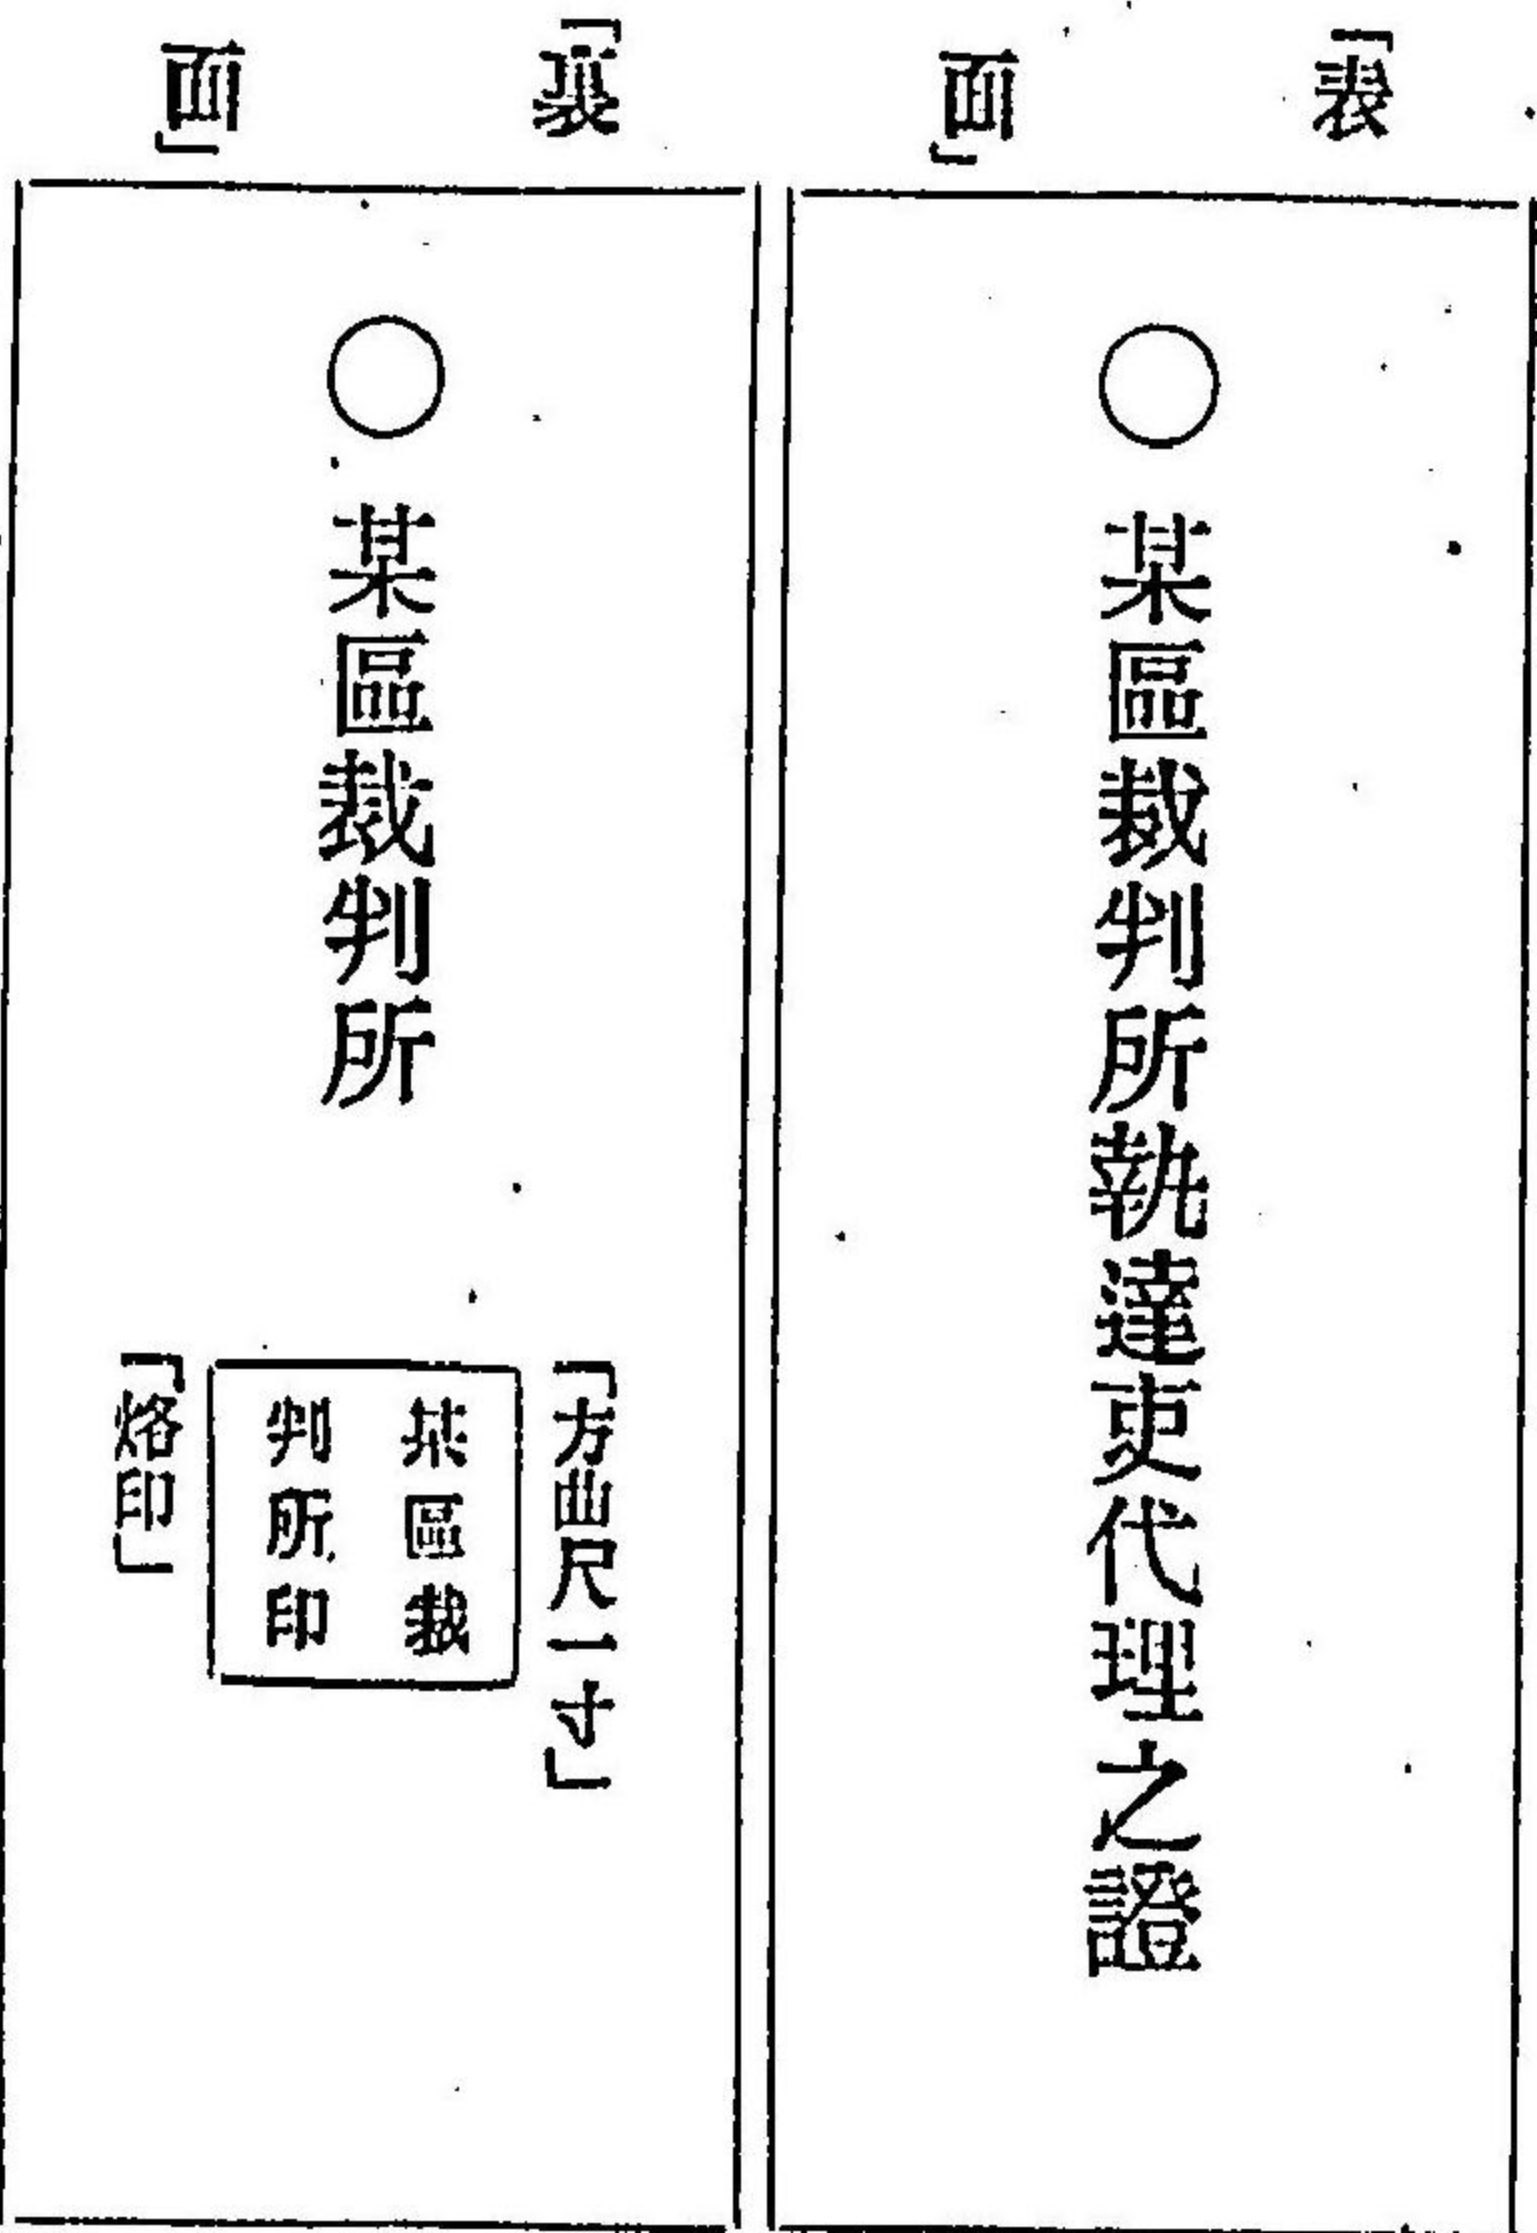 「表面」
○某區裁判所執達吏代理之證
「裏面」
○某區裁判所
「方曲尺一寸」
某區裁
判所印
「烙印」